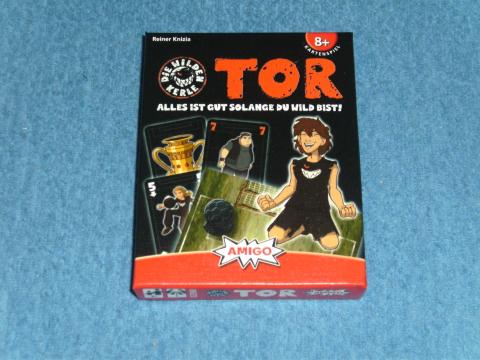 Reiner Knizia
8+
KARTENSPIEL
DIE WILDEN
KERLE
TOR
ALLES IST GUT SOLANGE DU WILD BIST!
7
7
5
AMIGO
TOR